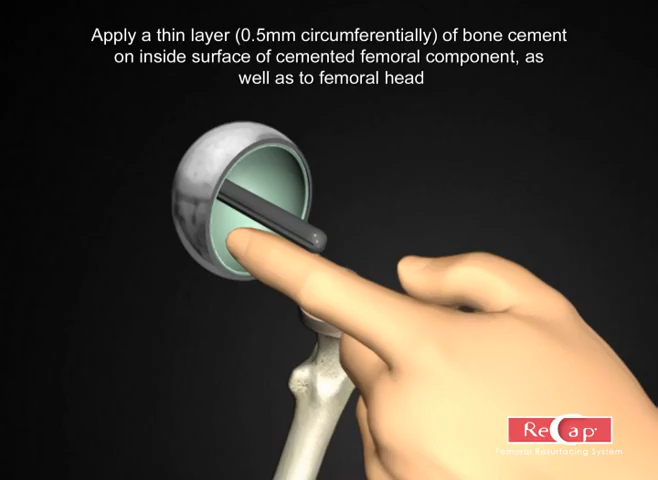 Apply a thin layer (0.5mm circumferentially) of bone cement
on inside surface of cemented femoral component, as
well as to femoral head
ReCap
Femoral Resurfacing System